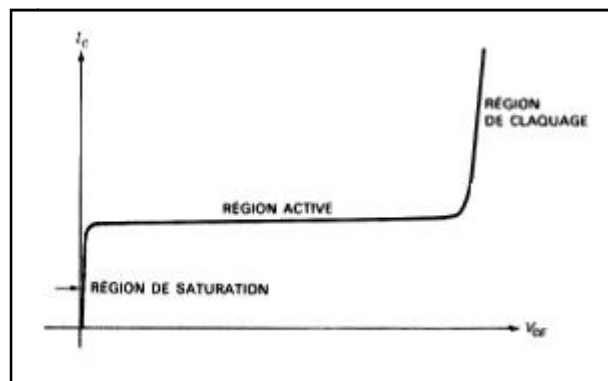 I_C
RÉGION
DE CLAQUAGE
RÉGION ACTIVE
RÉGION DE SATURATION
V_CE